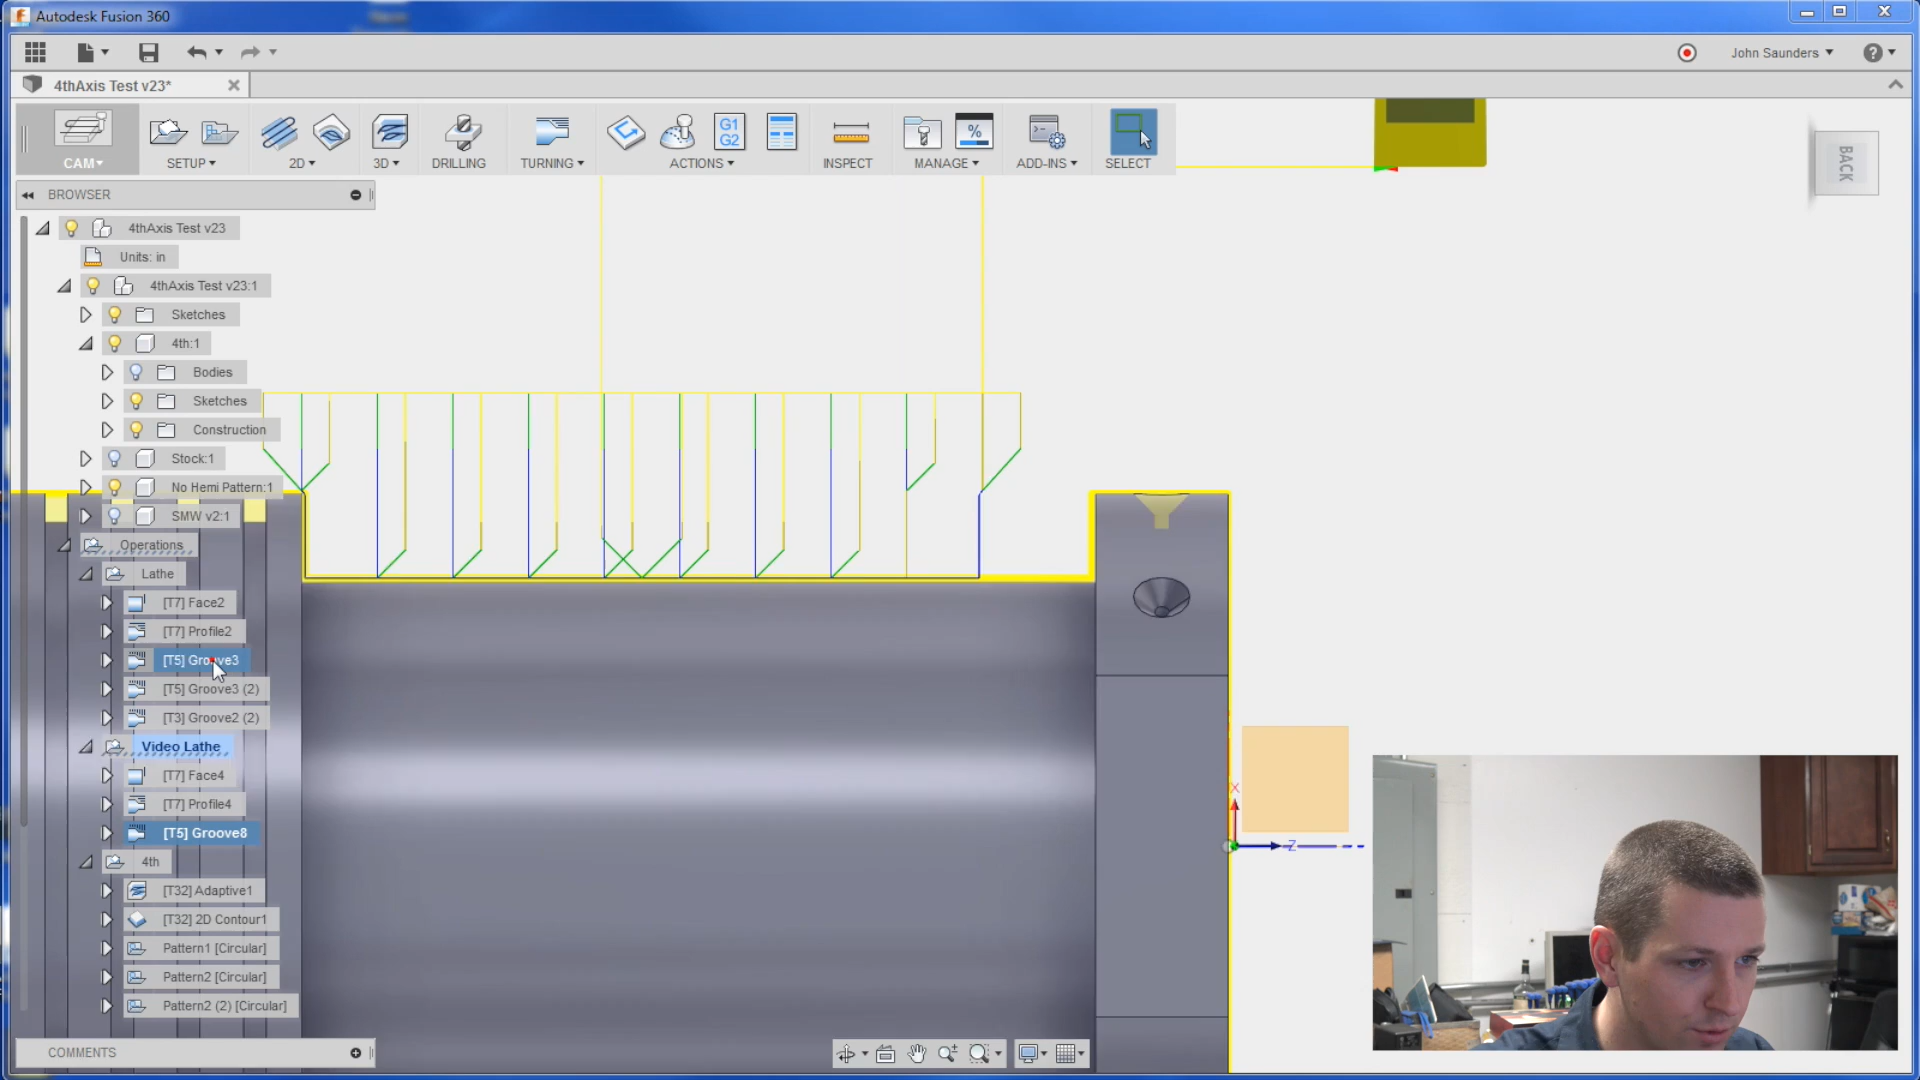 Autodesk Fusion 360
John Saunders
?
4thAxis Test v23*
CAM
SETUP
2D
3D
DRILLING
TURNING
G1
G2
ACTIONS
INSPECT
%
MANAGE
ADD-INS
SELECT
BACK
BROWSER
4thAxis Test v23
Units: in
4thAxis Test v23:1
Sketches
4th:1
Bodies
Sketches
Construction
Stock:1
No Hemi Pattern:1
SMW v2:1
Operations
Lathe
[T7] Face2
[T7] Profile2
[T5] Groove3
[T5] Groove3 (2)
[T3] Groove2 (2)
Video Lathe
[T7] Face4
[T7] Profile4
[T5] Groove8
4th
[T32] Adaptive1
[T32] 2D Contour1
Pattern1 [Circular]
Pattern2 [Circular]
Pattern2 (2) [Circular]
X
Z
COMMENTS